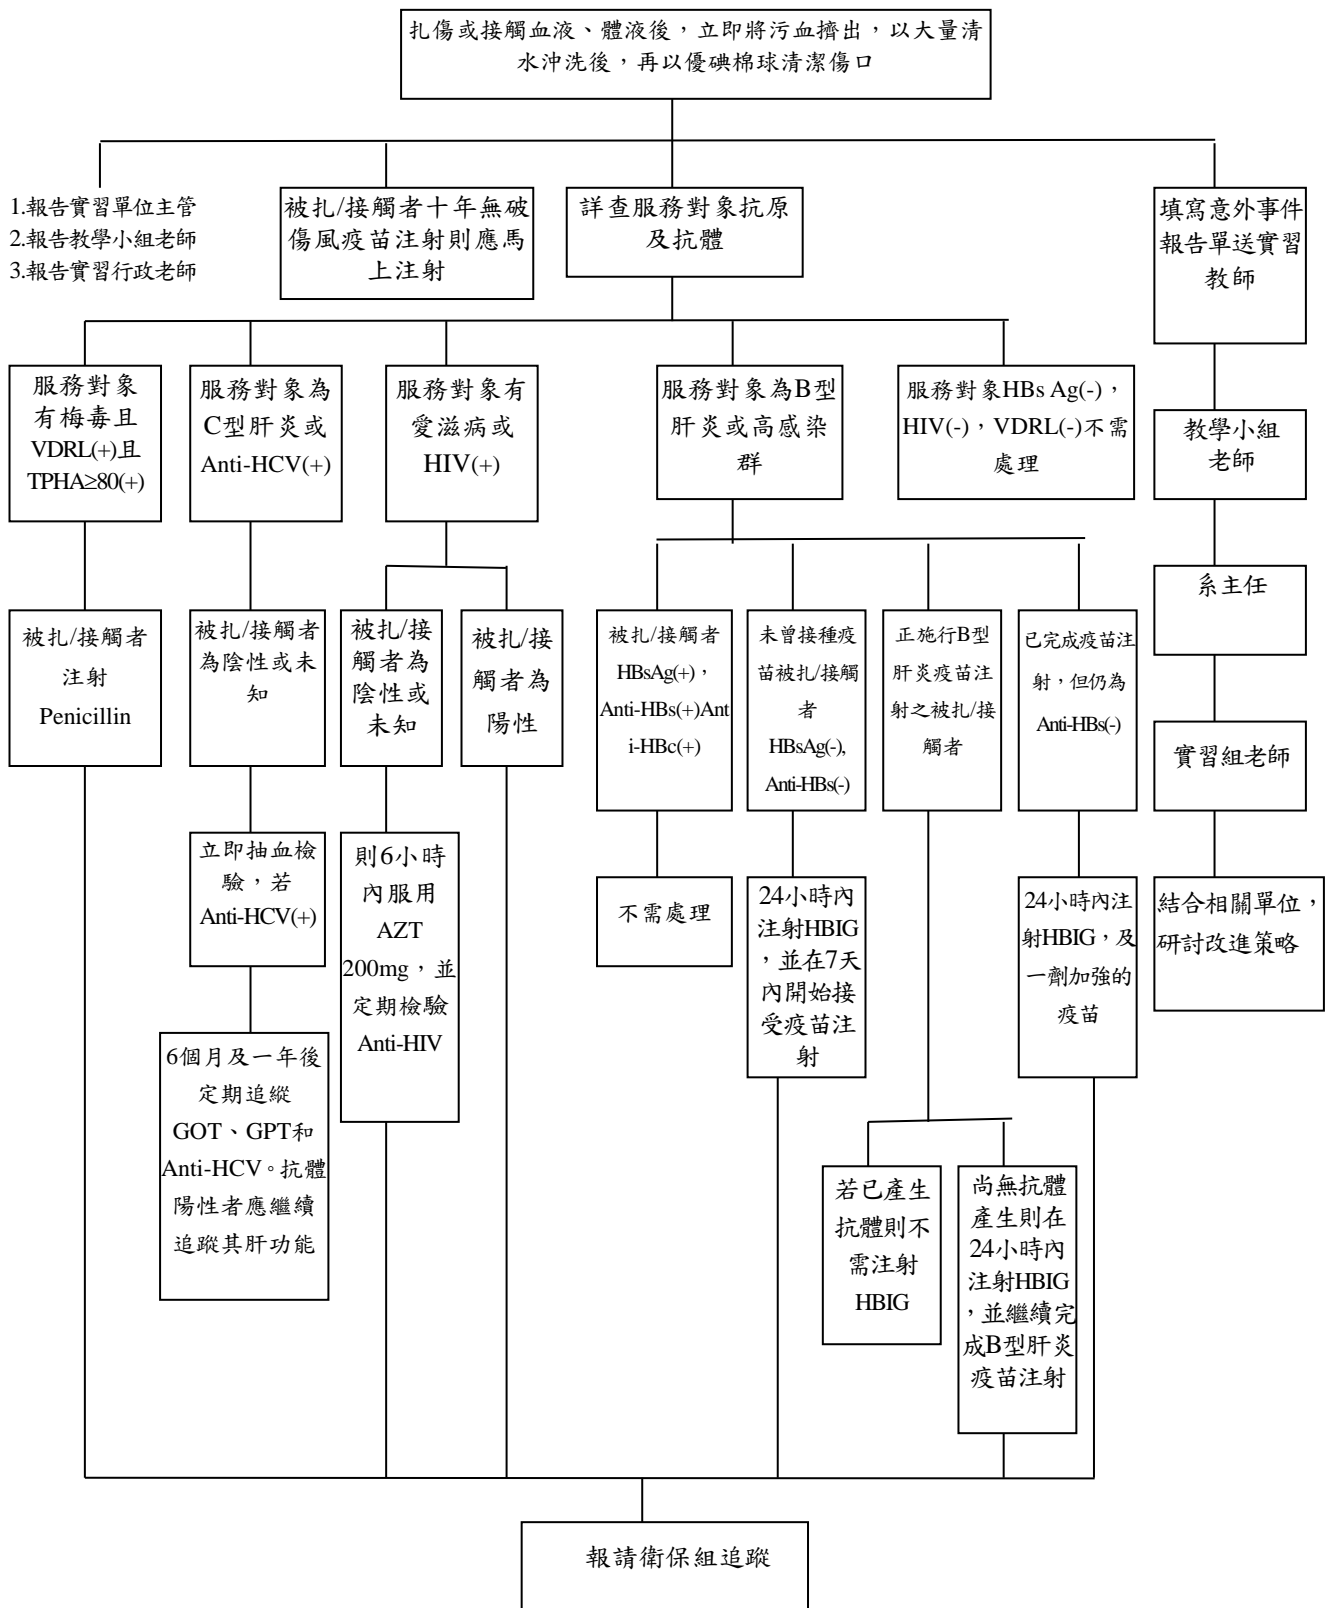 扎傷或接觸血液、體液後，立即將污血擠出，以大量清
水沖洗後，再以優碘棉球清潔傷口
1.報告實習單位主管
2.報告教學小組老師
3.報告實習行政老師
被扎/接觸者十年無破
傷風疫苗注射則應馬
上注射
詳查服務對象抗原
及抗體
填寫意外事件
報告單送實習
教師
服務對象
有梅毒且
VDRL(+)且
TPHA≥80(+)
服務對象為
C型肝炎或
Anti-HCV(+)
服務對象有
愛滋病或
HIV(+)
服務對象為B型
肝炎或高感染
群
服務對象HBs Ag(-)，
HIV(-)，VDRL(-)不需
處理
教學小組
老師
系主任
被扎/接觸者
注射
Penicillin
被扎/接觸者
為陰性或未
知
被扎/接
觸者為
陰性或
未知
被扎/接
觸者為
陽性
被扎/接觸者
HBsAg(+)，
Anti-HBs(+)Ant
i-HBc(+)
未曾接種疫
苗被扎/接觸
者
HBsAg(-),
Anti-HBs(-)
正施行B型
肝炎疫苗注
射之被扎/接
觸者
已完成疫苗注
射，但仍為
Anti-HBs(-)
實習組老師
立即抽血檢
驗，若
Anti-HCV(+)
則6小時
內服用
AZT
200mg，並
定期檢驗
Anti-HIV
不需處理
24小時內
注射HBIG
，並在7天
內開始接
受疫苗注
射
24小時內注
射HBIG，及
一劑加強的
疫苗
結合相關單位，
研討改進策略
6個月及一年後
定期追縱
GOT、GPT和
Anti-HCV。抗體
陽性者應繼續
追蹤其肝功能
若已產生
抗體則不
需注射
HBIG
尚無抗體
產生則在
24小時內
注射HBIG
，並繼續完
成B型肝炎
疫苗注射
報請衛保組追蹤